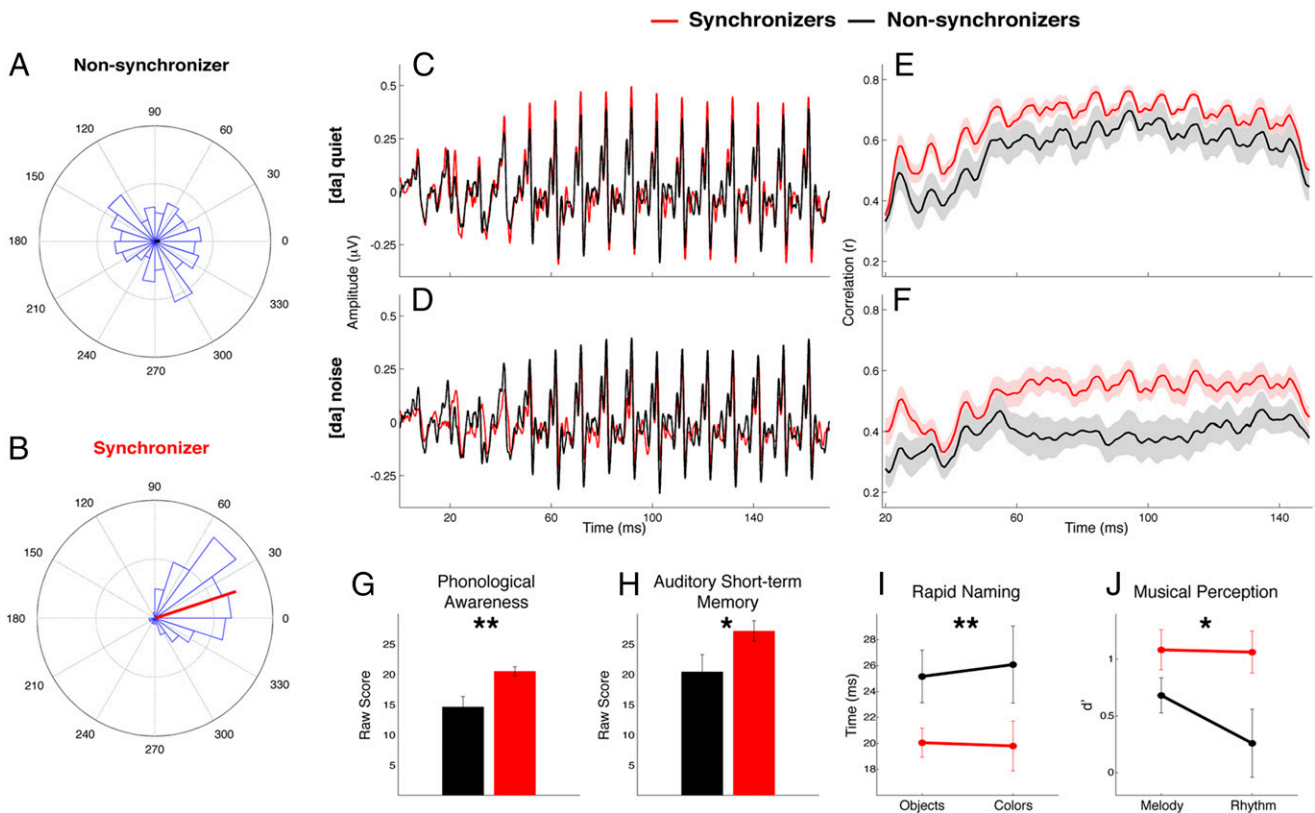 Synchronizers Non-synchronizers
A
Non-synchronizer
90
120 60
150 30
180 0
210 330
240 300
270
B
Synchronizer
90
120 60
150 30
180 0
210 330
240 300
270
[da] quiet
[da] noise
Amplitude (μV)
C
0.5
0.25
0
-0.25
D
0.5
0.25
0
-0.25
20 60 100 140
Time (ms)
Correlation (r)
E
0.8
0.6
0.4
0.2
F
0.8
0.6
0.4
0.2
20 60 100 140
Time (ms)
G
Phonological
Awareness
**
Raw Score
25
20
15
10
5
H
Auditory Short-term
Memory
*
Raw Score
25
20
15
10
5
I
Rapid Naming
**
Time (ms)
28
26
24
22
20
18
Objects Colors
J
Musical Perception
*
d'
1
0.5
0
Melody Rhythm